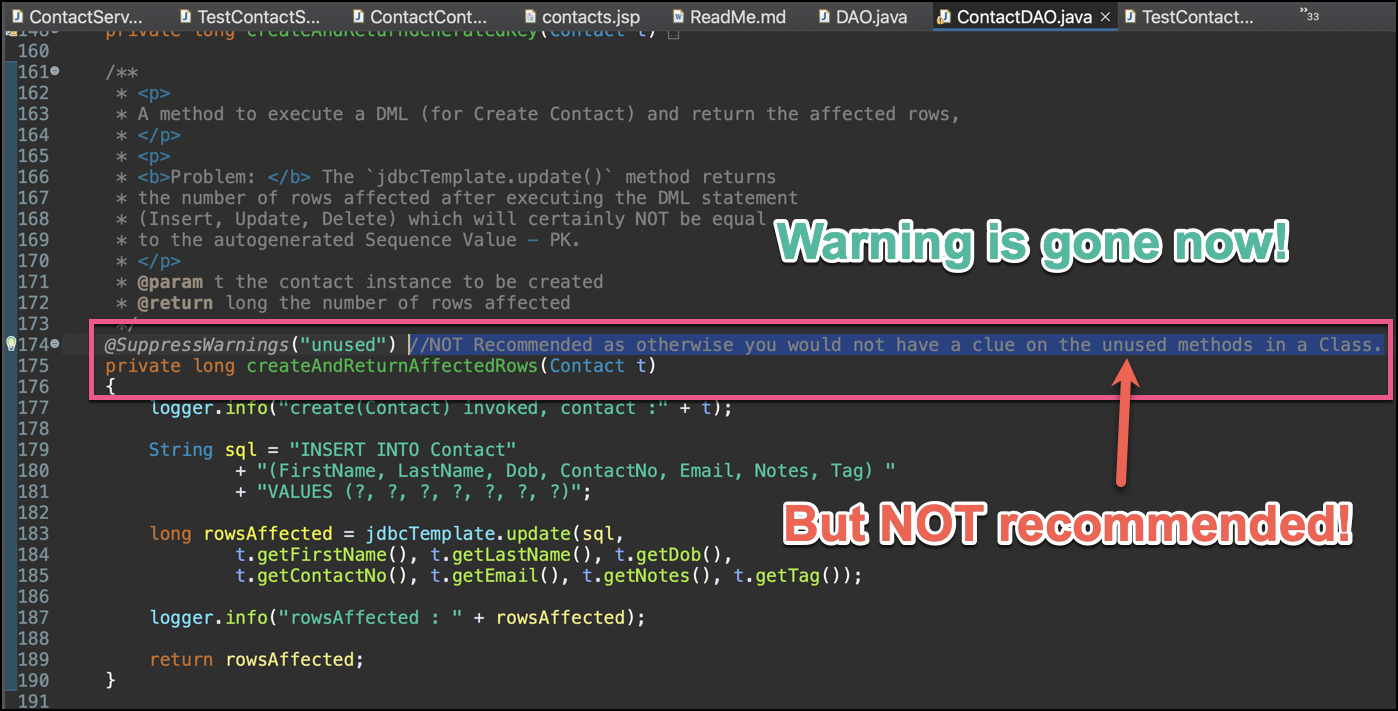 ContactServ... TestContactS... ContactCont... contacts.jsp ReadMe.md DAO.java ContactDAO.java × TestContact... »33
148 private long createAndReturnGeneratedKey(Contact t)
160
161 /**
162 * <p>
163 * A method to execute a DML (for Create Contact) and return the affected rows,
164 * </p>
165 * <p>
166 * <b>Problem: </b> The `jdbcTemplate.update()` method returns
167 * the number of rows affected after executing the DML statement
168 * (Insert, Update, Delete) which will certainly NOT be equal
169 * to the autogenerated Sequence Value - PK.
170 * </p>
171 * @param t the contact instance to be created
172 * @return long the number of rows affected
173 */
Warning is gone now!
174 @SuppressWarnings("unused") //NOT Recommended as otherwise you would not have a clue on the unused methods in a Class.
175 private long createAndReturnAffectedRows(Contact t)
176 {
177 logger.info("create(Contact) invoked, contact :" + t);
178
179 String sql = "INSERT INTO Contact"
180 + "(FirstName, LastName, Dob, ContactNo, Email, Notes, Tag) "
181 + "VALUES (?, ?, ?, ?, ?, ?, ?)";
182
183 long rowsAffected = jdbcTemplate.update(sql,
184 t.getFirstName(), t.getLastName(), t.getDob(),
185 t.getContactNo(), t.getEmail(), t.getNotes(), t.getTag());
186
187 logger.info("rowsAffected : " + rowsAffected);
188
189 return rowsAffected;
190 }
191
But NOT recommended!